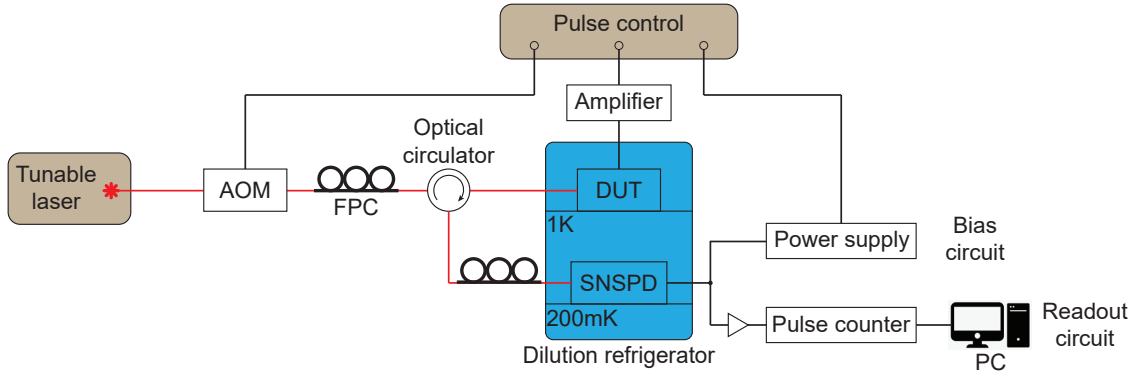 Pulse control
Amplifier
Optical
circulator
Tunable
laser
AOM
FPC
DUT
1K
Power supply
Bias
circuit
SNSPD
200mK
Pulse counter
Readout
circuit
PC
Dilution refrigerator